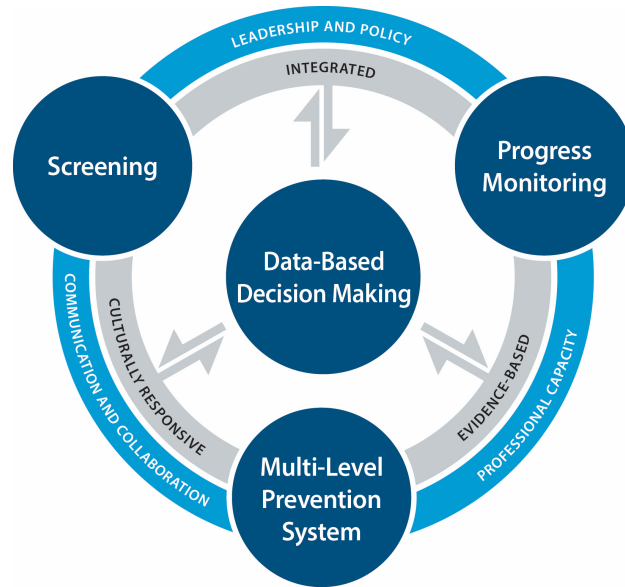 LEADERSHIP AND POLICY
INTEGRATED
Screening
Progress
Monitoring
Data-Based
Decision Making
COMMUNICATION AND COLLABORATION
CULTURALLY RESPONSIVE
EVIDENCE-BASED
PROFESSIONAL CAPACITY
Multi-Level
Prevention
System